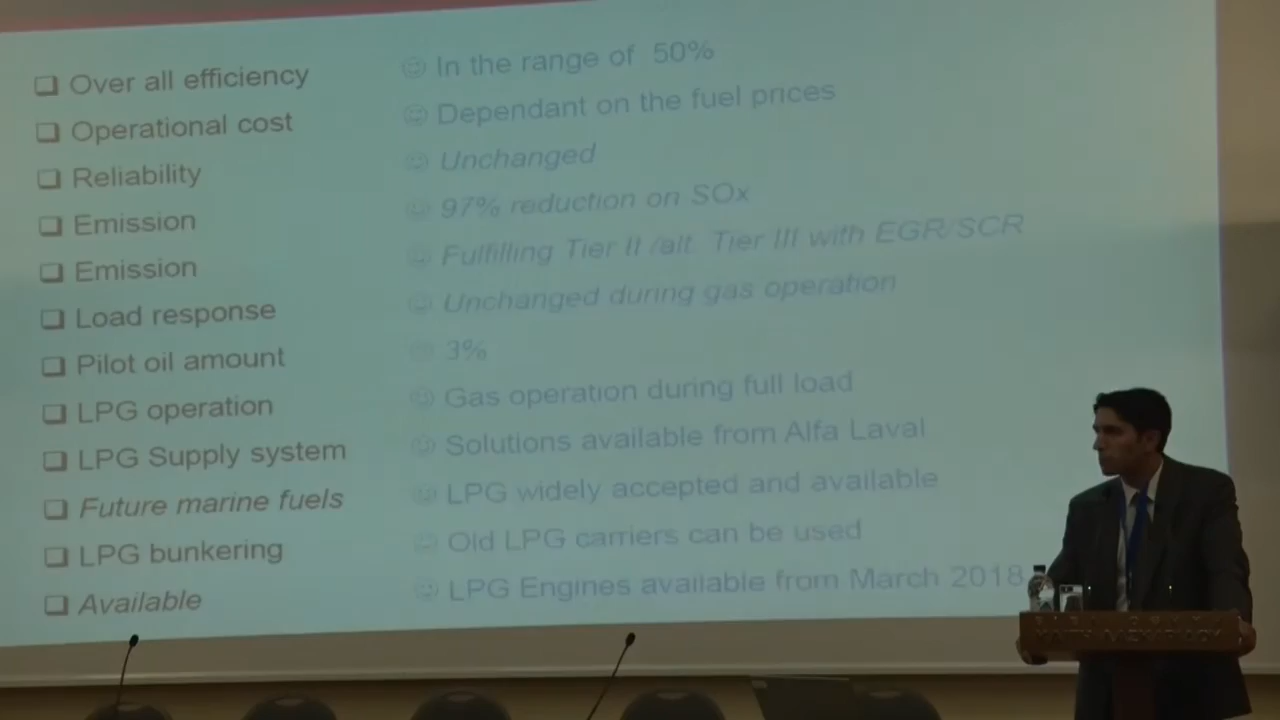 Over all efficiency In the range of 50%
Operational cost Dependant on the fuel prices
Reliability Unchanged
Emission 97% reduction on SOx
Emission Fulfilling Tier II /alt. Tier III with EGR/SCR
Load response Unchanged during gas operation
Pilot oil amount 3%
LPG operation Gas operation during full load
LPG Supply system Solutions available from Alfa Laval
Future marine fuels LPG widely accepted and available
LPG bunkering Old LPG carriers can be used
Available LPG Engines available from March 2018